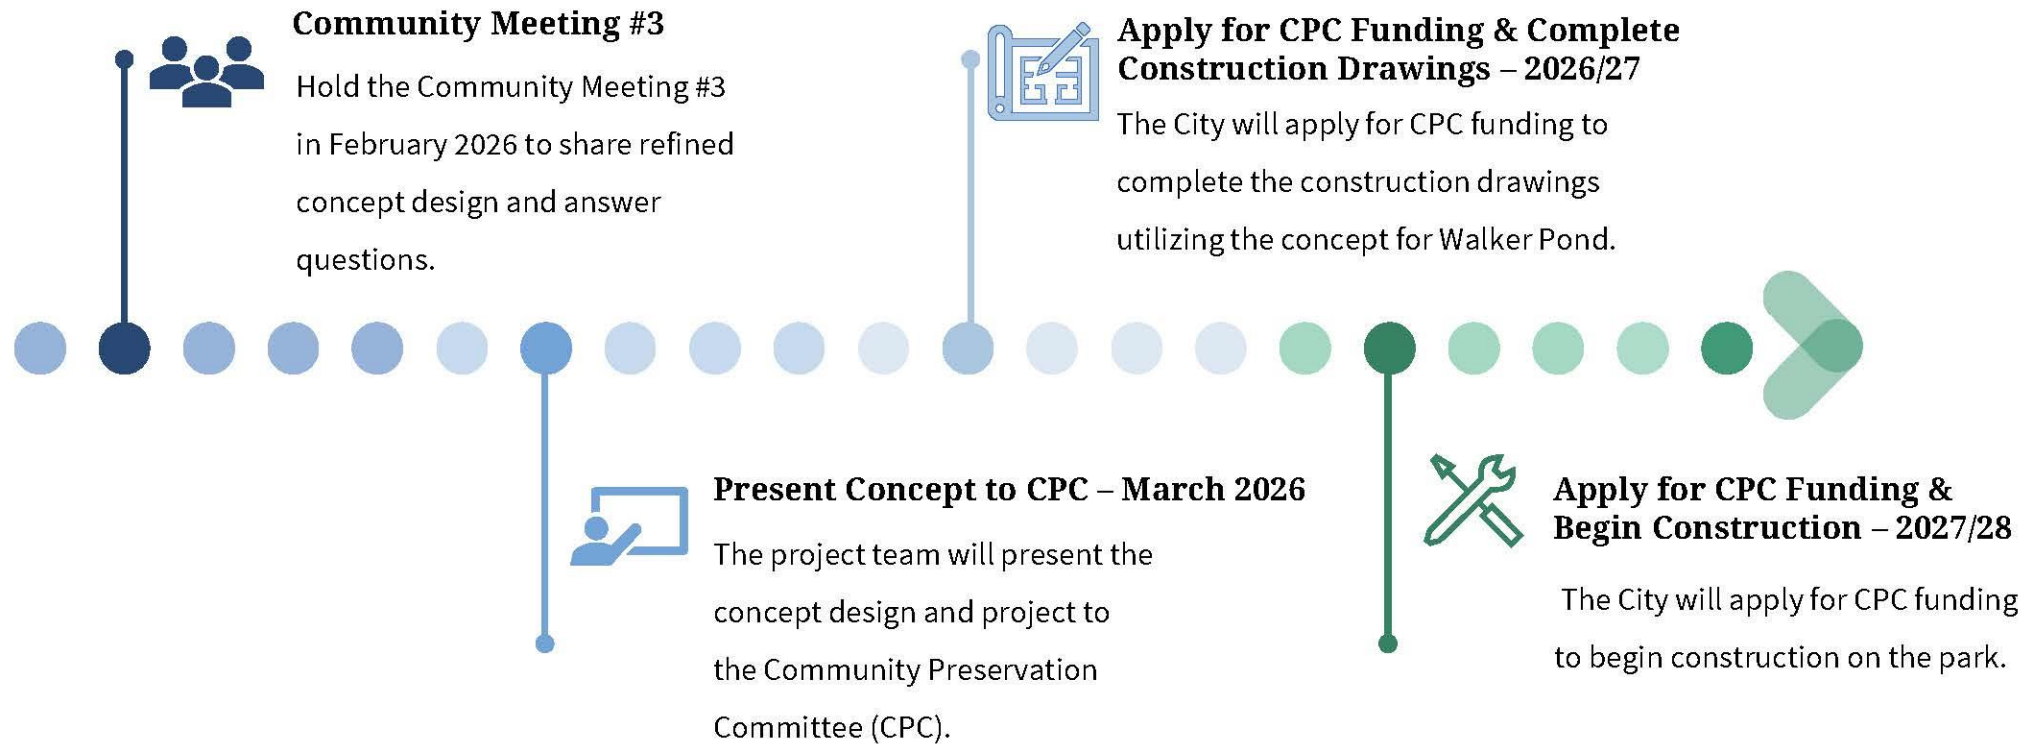 Community Meeting #3
Hold the Community Meeting #3
in February 2026 to share refined
concept design and answer
questions.
Apply for CPC Funding & Complete
Construction Drawings – 2026/27
The City will apply for CPC funding to
complete the construction drawings
utilizing the concept for Walker Pond.
Present Concept to CPC – March 2026
The project team will present the
concept design and project to
the Community Preservation
Committee (CPC).
Apply for CPC Funding &
Begin Construction – 2027/28
The City will apply for CPC funding
to begin construction on the park.